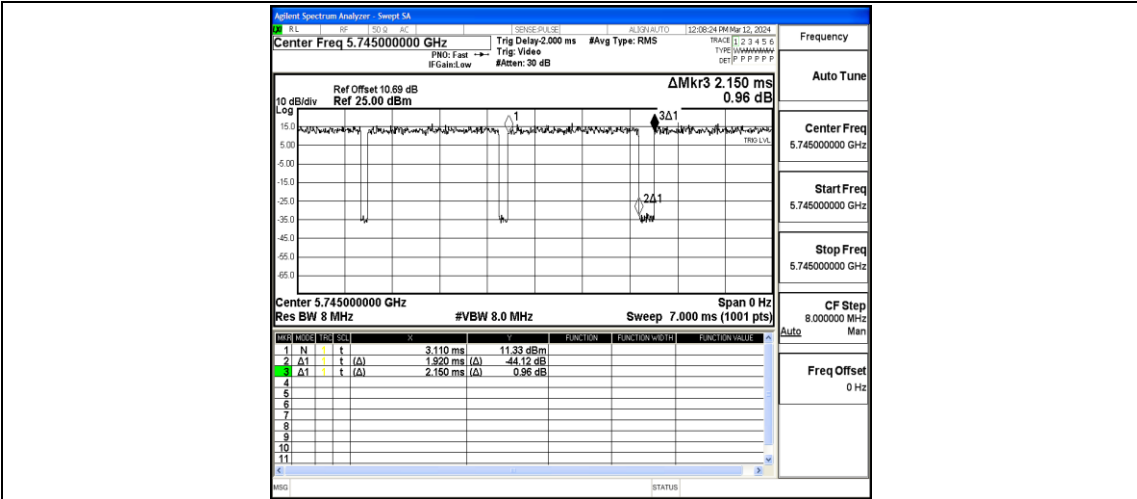 Agilent Spectrum Analyzer - Swept SA
LXI RL RF 50 Ω AC SENSE:PULSE ALIGN AUTO 12:08:24 PM Mar 12, 2024
Center Freq 5.745000000 GHz
PNO: Fast
IFGain:Low
Trig Delay-2.000 ms
Trig: Video
#Atten: 30 dB
#Avg Type: RMS
TRACE 1 2 3 4 5 6
TYPE WWWWWW
DET P P P P P P
Ref Offset 10.69 dB
10 dB/div Ref 25.00 dBm
Log
ΔMkr3 2.150 ms
0.96 dB
15.0
5.00
-5.00
-15.0
-25.0
-35.0
-45.0
-55.0
-65.0
1
3Δ1
TRIG LVL
2Δ1
Center 5.745000000 GHz Span 0 Hz
Res BW 8 MHz #VBW 8.0 MHz Sweep 7.000 ms (1001 pts)
MKR MODE TRC SCL X Y FUNCTION FUNCTION WIDTH FUNCTION VALUE
1 N 1 t 3.110 ms 11.33 dBm
2 Δ1 1 t (Δ) 1.920 ms (Δ) -44.12 dB
3 Δ1 1 t (Δ) 2.150 ms (Δ) 0.96 dB
4
5
6
7
8
9
10
11
MSG STATUS
Frequency
Auto Tune
Center Freq
5.745000000 GHz
Start Freq
5.745000000 GHz
Stop Freq
5.745000000 GHz
CF Step
8.000000 MHz
Auto Man
Freq Offset
0 Hz